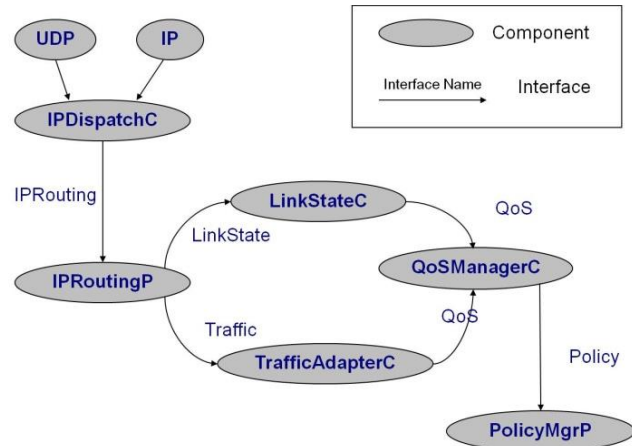 UDP
IP
Component
Interface Name
Interface
IPDispatchC
IPRouting
LinkStateC
QoS
LinkState
IPRoutingP
QoSManagerC
QoS
Traffic
TrafficAdapterC
Policy
PolicyMgrP